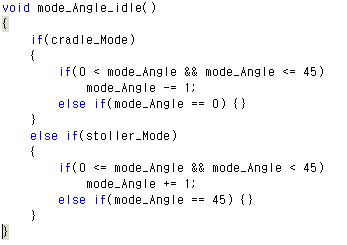 void mode_Angle_idle()
{
if(cradle_Mode)
{
if(0 < mode_Angle && mode_Angle <= 45)
mode_Angle -= 1;
else if(mode_Angle == 0) {}
}
else if(stoller_Mode)
{
if(0 <= mode_Angle && mode_Angle < 45)
mode_Angle += 1;
else if(mode_Angle == 45) {}
}
}